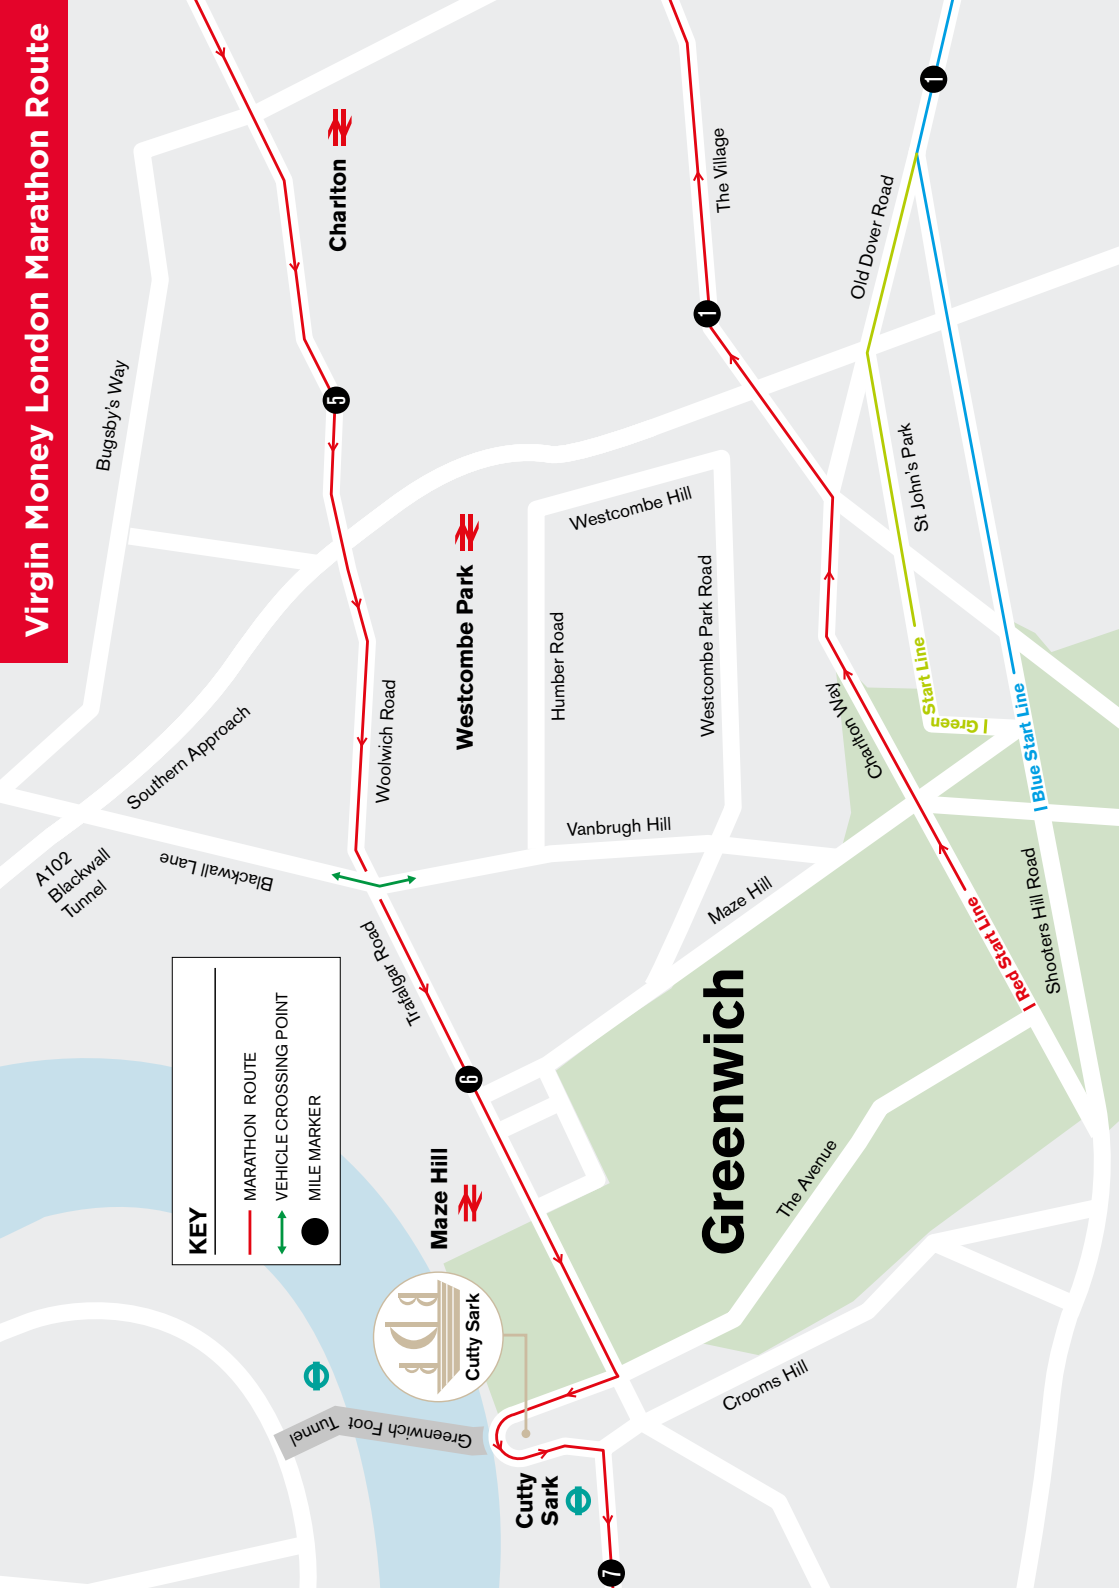 Virgin Money London Marathon Route
Bugsby's Way
Charlton
The Village
1
Old Dover Road
1
5
St John's Park
Westcombe Hill
Westcombe Park
Humber Road
Westcombe Park Road
Woolwich Road
Southern Approach
A102
Blackwall
Tunnel
Blackwall Lane
Vanbrugh Hill
Maze Hill
Charlton Way
Green Start Line
Blue Start Line
Red Start Line
Shooters Hill Road
Trafalgar Road
6
Greenwich
The Avenue
Maze Hill
KEY
MARATHON ROUTE
VEHICLE CROSSING POINT
MILE MARKER
Cutty Sark
Crooms Hill
Greenwich Foot Tunnel
Cutty
Sark
7